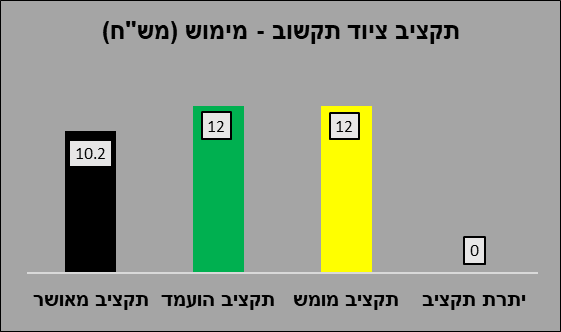 תקציב ציוד תקשוב - מימוש (מש"ח)
10.2
12
12
0
תקציב מאושר
תקציב הועמד
תקציב מומש
יתרת תקציב